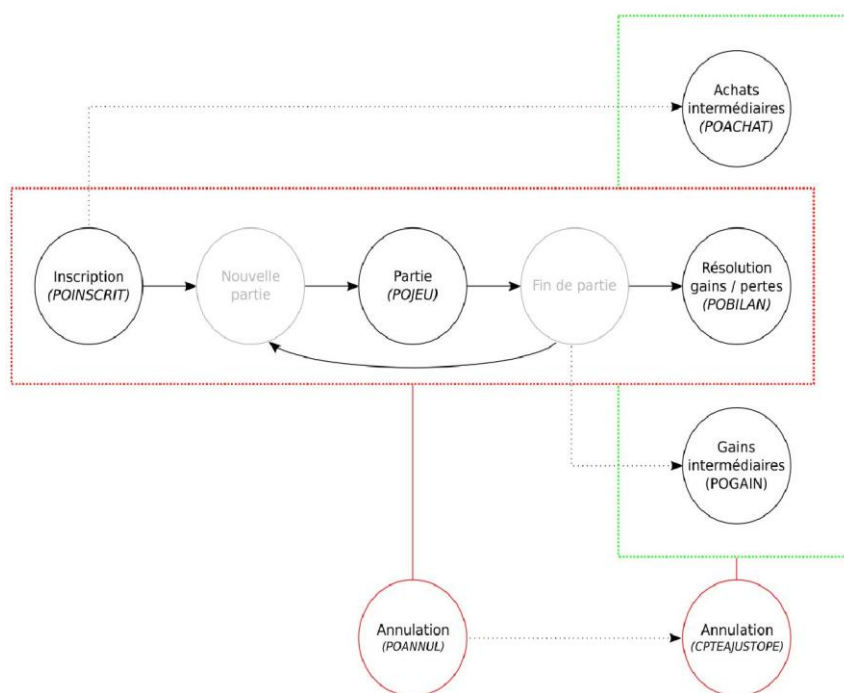 Achats
intermédiaires
(POACHAT)
Inscription
(POINSCRIT)
Nouvelle
partie
Partie
(POJEU)
Fin de partie
Résolution
gains / pertes
(POBILAN)
Gains
intermédiaires
(POGAIN)
Annulation
(POANNUL)
Annulation
(CPTEAJUSTOPE)